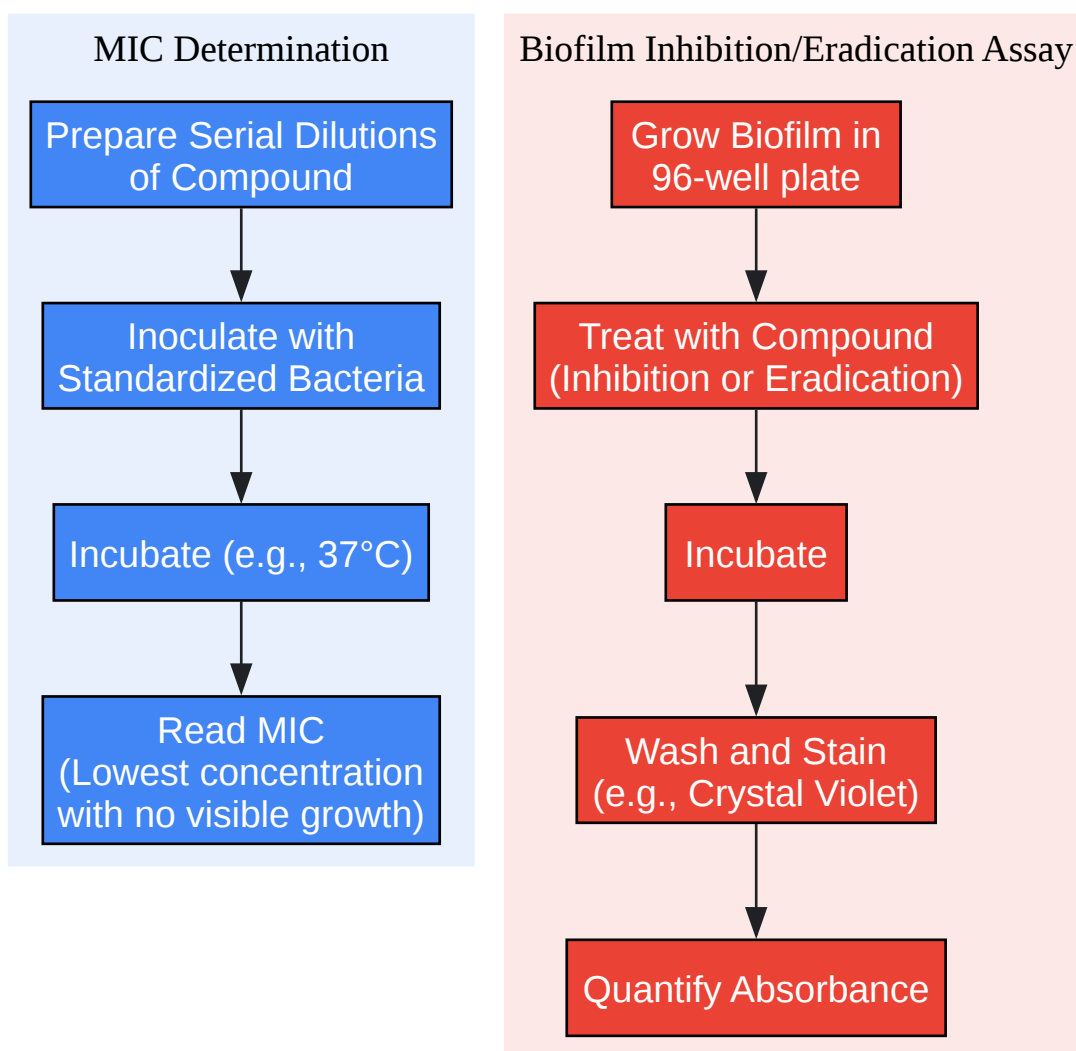 MIC Determination
Prepare Serial Dilutions
of Compound
Inoculate with
Standardized Bacteria
Incubate (e.g., 37°C)
Read MIC
(Lowest concentration
with no visible growth)
Biofilm Inhibition/Eradication Assay
Grow Biofilm in
96-well plate
Treat with Compound
(Inhibition or Eradication)
Incubate
Wash and Stain
(e.g., Crystal Violet)
Quantify Absorbance